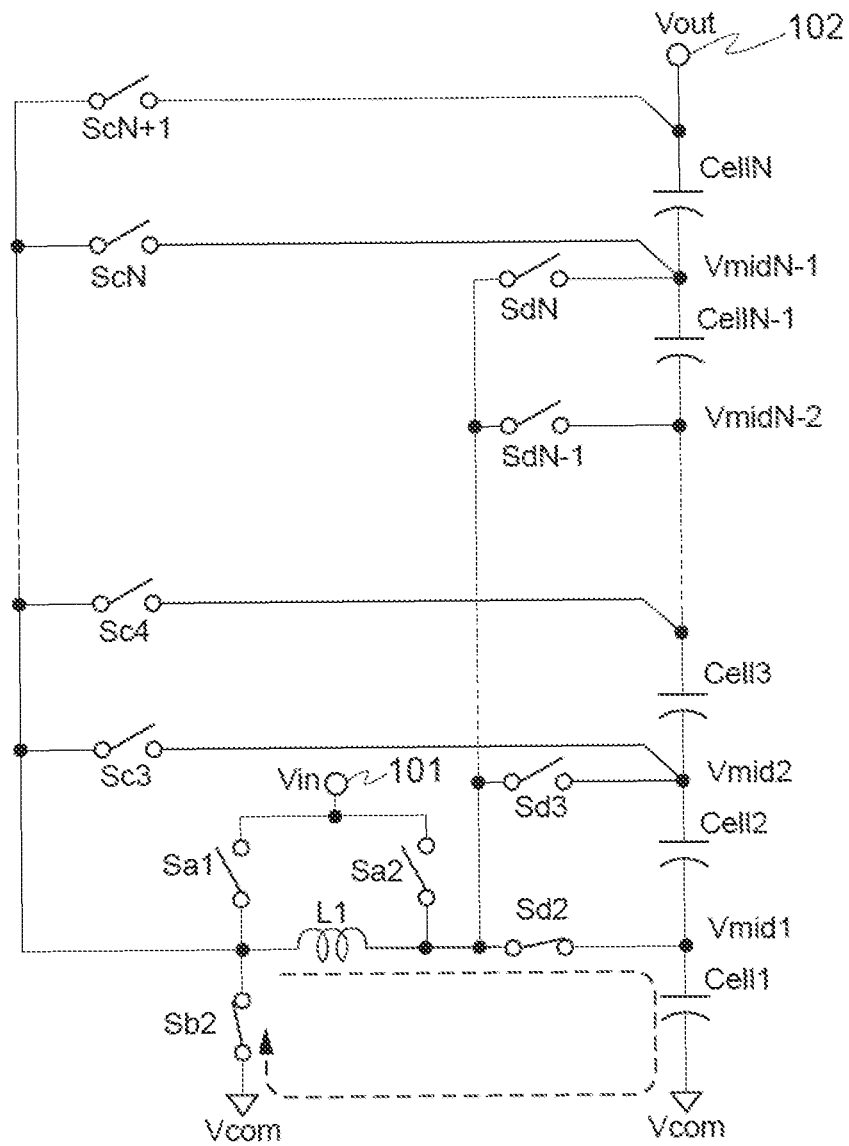 Vout
102
ScN+1
CellN
ScN
VmidN-1
SdN
CellN-1
VmidN-2
SdN-1
Sc4
Cell3
Sc3
Vin
101
Vmid2
Sd3
Cell2
Sa1
Sa2
L1
Sd2
Vmid1
Cell1
Sb2
Vcom
Vcom